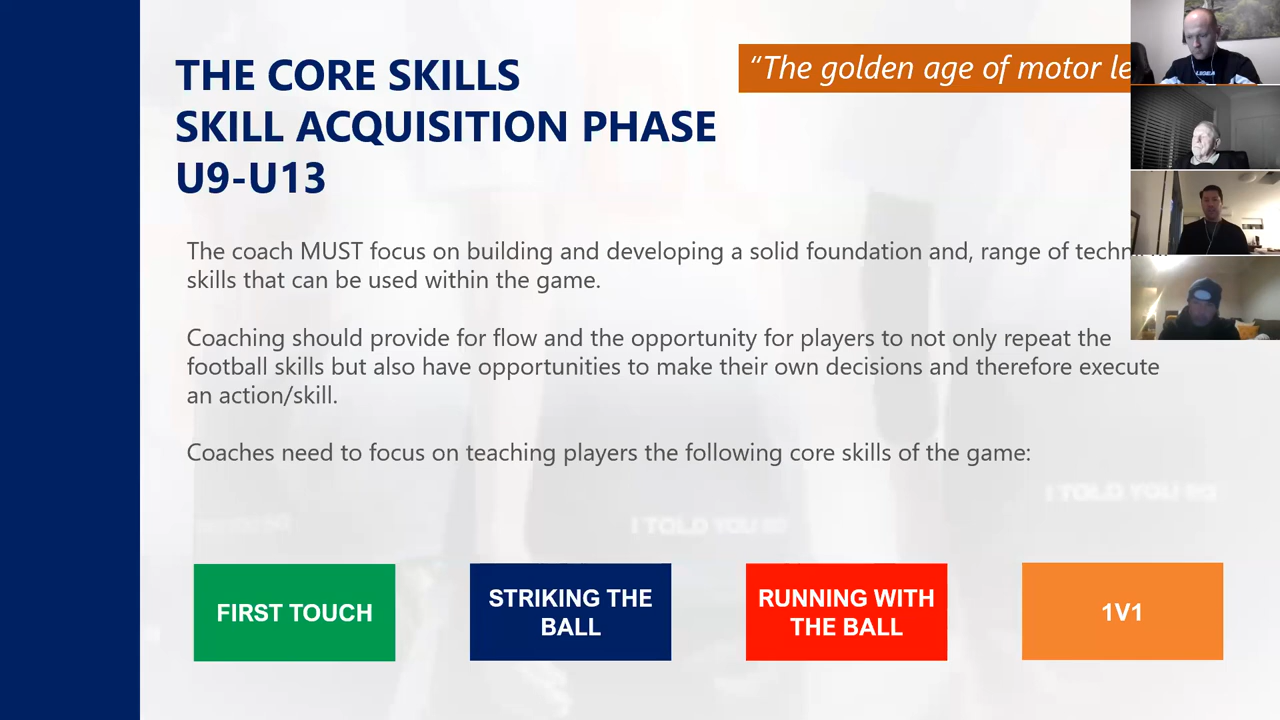 THE CORE SKILLS
SKILL ACQUISITION PHASE
U9-U13
“The golden age of motor le
The coach MUST focus on building and developing a solid foundation and, range of
skills that can be used within the game.
Coaching should provide for flow and the opportunity for players to not only repeat the
football skills but also have opportunities to make their own decisions and therefore execute
an action/skill.
Coaches need to focus on teaching players the following core skills of the game:
I TOLD YOU SO
I TOLD YOU SO
FIRST TOUCH
STRIKING THE
BALL
RUNNING WITH
THE BALL
1V1